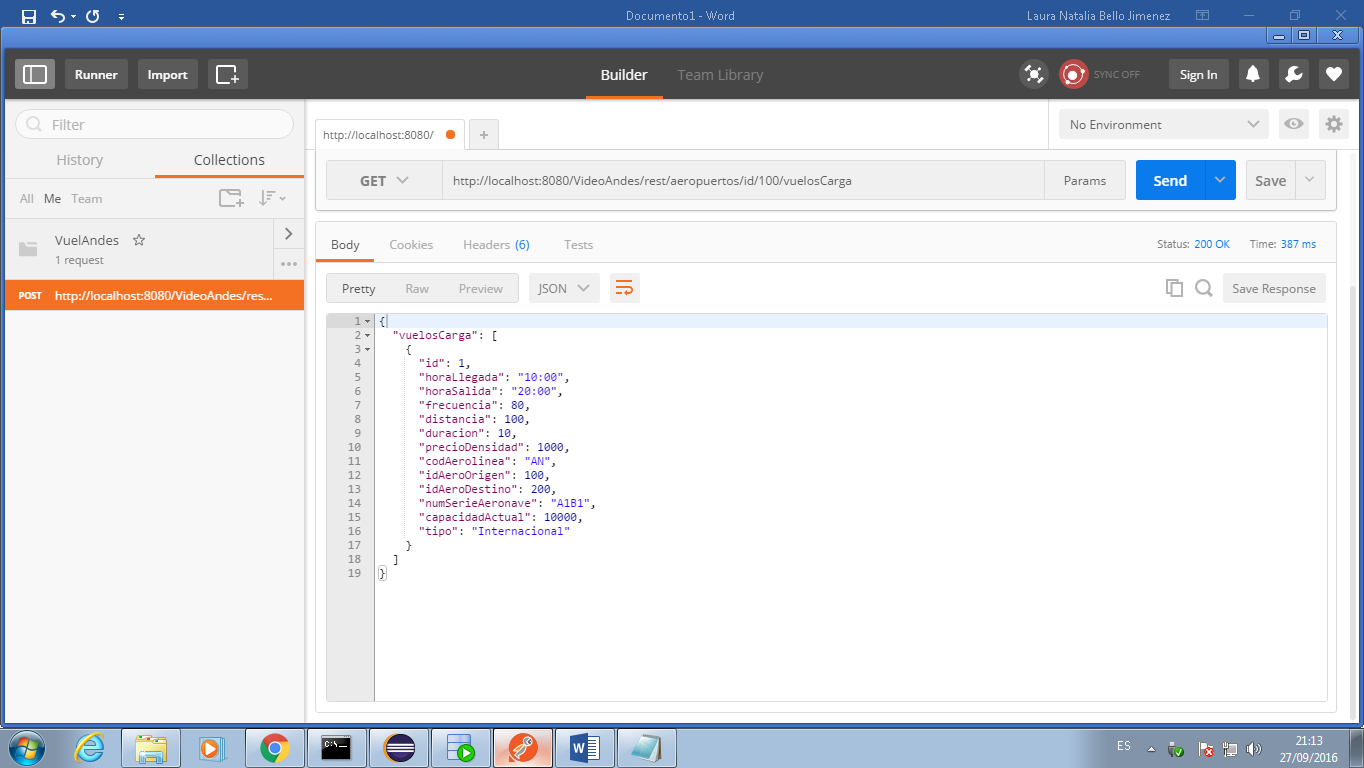 Documento1 - Word
Laura Natalia Bello Jimenez
Runner
Import
Builder
Team Library
SYNC OFF
Sign In
Filter
History
Collections
All Me Team
VuelAndes
1 request
POST http://localhost:8080/VideoAndes/res...
http://localhost:8080/
No Environment
GET
http://localhost:8080/VideoAndes/rest/aeropuertos/id/100/vuelosCarga
Params
Send
Save
Body
Cookies
Headers (6)
Tests
Status: 200 OK
Time: 387 ms
Pretty
Raw
Preview
JSON
Save Response
1 {
2 "vuelosCarga": [
3 {
4 "id": 1,
5 "horaLlegada": "10:00",
6 "horaSalida": "20:00",
7 "frecuencia": 80,
8 "distancia": 100,
9 "duracion": 10,
10 "precioDensidad": 1000,
11 "codAerolinea": "AN",
12 "idAeroOrigen": 100,
13 "idAeroDestino": 200,
14 "numSerieAeronave": "A1B1",
15 "capacidadActual": 10000,
16 "tipo": "Internacional"
17 }
18 ]
19 }
ES
21:13
27/09/2016